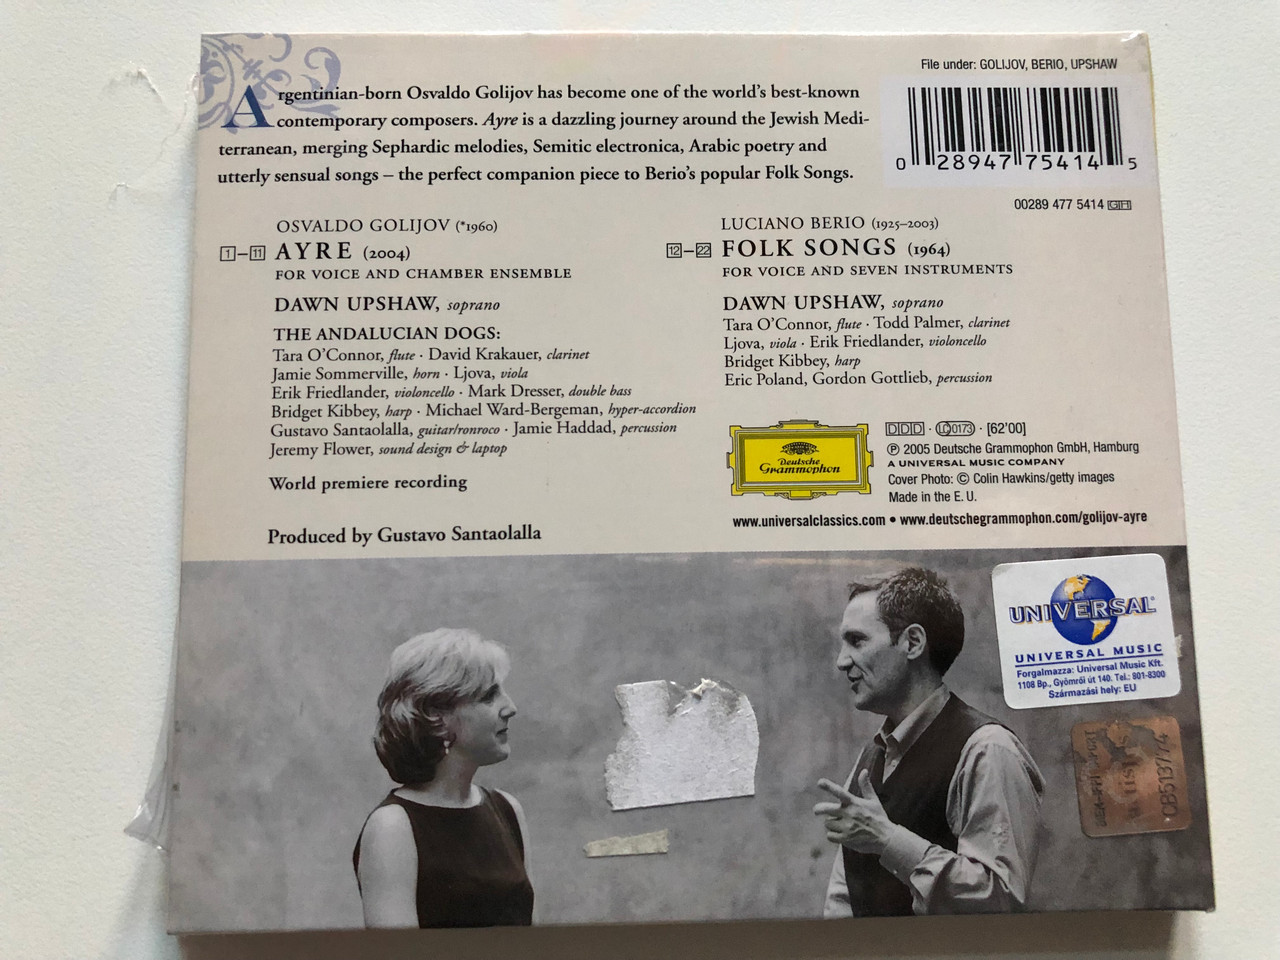 File under: GOLIJOV, BERIO, UPSHAW
Argentinian-born Osvaldo Golijov has become one of the world's best-known
contemporary composers. Ayre is a dazzling journey around the Jewish Medi-
terranean, merging Sephardic melodies, Semitic electronica, Arabic poetry and
utterly sensual songs – the perfect companion piece to Berio's popular Folk Songs.
0 28947 75414 5
00289 477 5414 GH
OSVALDO GOLIJOV (*1960)
1–11 AYRE (2004)
FOR VOICE AND CHAMBER ENSEMBLE
DAWN UPSHAW, soprano
THE ANDALUCIAN DOGS:
Tara O'Connor, flute · David Krakauer, clarinet
Jamie Sommerville, horn · Ljova, viola
Erik Friedlander, violoncello · Mark Dresser, double bass
Bridget Kibbey, harp · Michael Ward-Bergeman, hyper-accordion
Gustavo Santaolalla, guitar/ronroco · Jamie Haddad, percussion
Jeremy Flower, sound design & laptop
World premiere recording
Produced by Gustavo Santaolalla
LUCIANO BERIO (1925–2003)
12–22 FOLK SONGS (1964)
FOR VOICE AND SEVEN INSTRUMENTS
DAWN UPSHAW, soprano
Tara O'Connor, flute · Todd Palmer, clarinet
Ljova, viola · Erik Friedlander, violoncello
Bridget Kibbey, harp
Eric Poland, Gordon Gottlieb, percussion
Deutsche
Grammophon
DDD · LC 0173 · [62'00]
℗ 2005 Deutsche Grammophon GmbH, Hamburg
A UNIVERSAL MUSIC COMPANY
Cover Photo: © Colin Hawkins/getty images
Made in the E. U.
www.universalclassics.com • www.deutschegrammophon.com/golijov-ayre
UNIVERSAL
UNIVERSAL MUSIC
Forgalmazza: Universal Music Kft.
1108 Bp., Gyömrői út 140. Tel.: 801-8300
Származási hely: EU